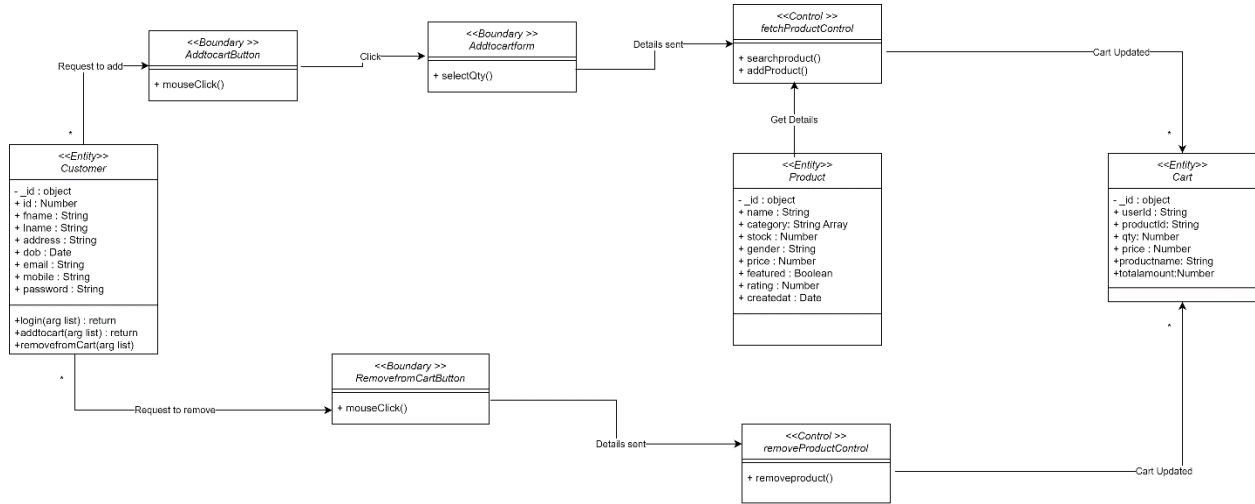 <<Boundary >>
AddtocartButton
+ mouseClick()
<<Boundary >>
Addtocartform
+ selectQty()
<<Control >>
fetchProductControl
+ searchproduct()
+ addProduct()
Request to add
Click
Details sent
Cart Updated
*
*
Get Details
<<Entity>>
Customer
- _id : object
+ id : Number
+ fname : String
+ lname : String
+ address : String
+ dob : Date
+ email : String
+ mobile : String
+ password : String
+login(arg list) : return
+addtocart(arg list) : return
+removefromCart(arg list)
<<Entity>>
Product
- _id : object
+ name : String
+ category: String Array
+ stock : Number
+ gender : String
+ price : Number
+ featured : Boolean
+ rating : Number
+ createdat : Date
<<Entity>>
Cart
- _id : object
+ userId : String
+ productId: String
+ qty: Number
+ price : Number
+productname: String
+totalamount:Number
*
*
Request to remove
<<Boundary >>
RemovefromCartButton
+ mouseClick()
Details sent
<<Control >>
removeProductControl
+ removeproduct()
Cart Updated